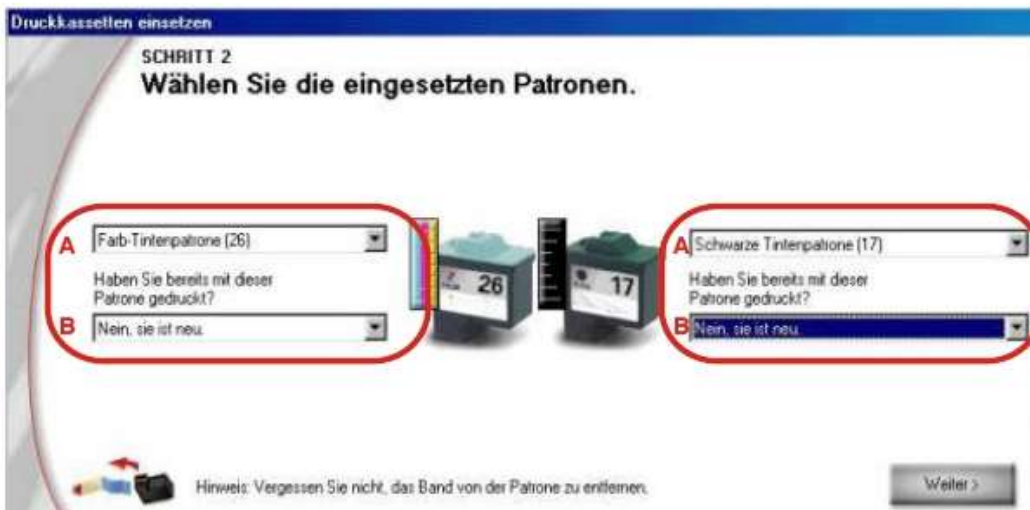 Druckkassetten einsetzen
SCHRITT 2
Wählen Sie die eingesetzten Patronen.
A Farb-Tintenpatrone (26)
Haben Sie bereits mit dieser
Patrone gedruckt?
B Nein, sie ist neu.
26
17
A Schwarze Tintenpatrone (17)
Haben Sie bereits mit dieser
Patrone gedruckt?
B Nein, sie ist neu.
Hinweis: Vergessen Sie nicht, das Band von der Patrone zu entfernen.
Weiter >